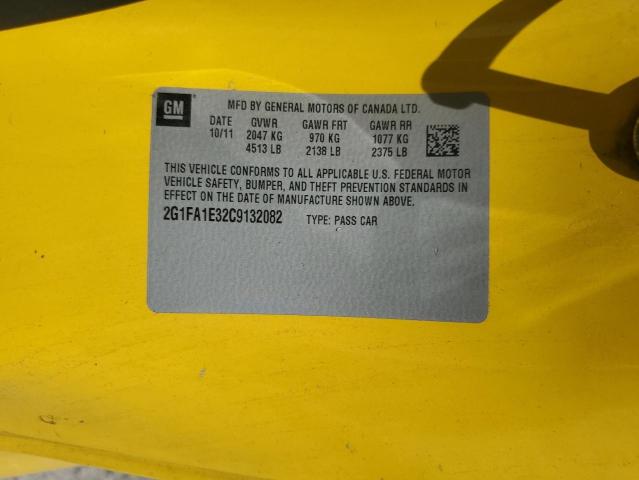 GM
MFD BY GENERAL MOTORS OF CANADA LTD.
DATE GVWR GAWR FRT GAWR RR
10/11 2047 KG 970 KG 1077 KG
4513 LB 2138 LB 2375 LB
THIS VEHICLE CONFORMS TO ALL APPLICABLE U.S. FEDERAL MOTOR
VEHICLE SAFETY, BUMPER, AND THEFT PREVENTION STANDARDS IN
EFFECT ON THE DATE OF MANUFACTURE SHOWN ABOVE.
2G1FA1E32C9132082 TYPE: PASS CAR